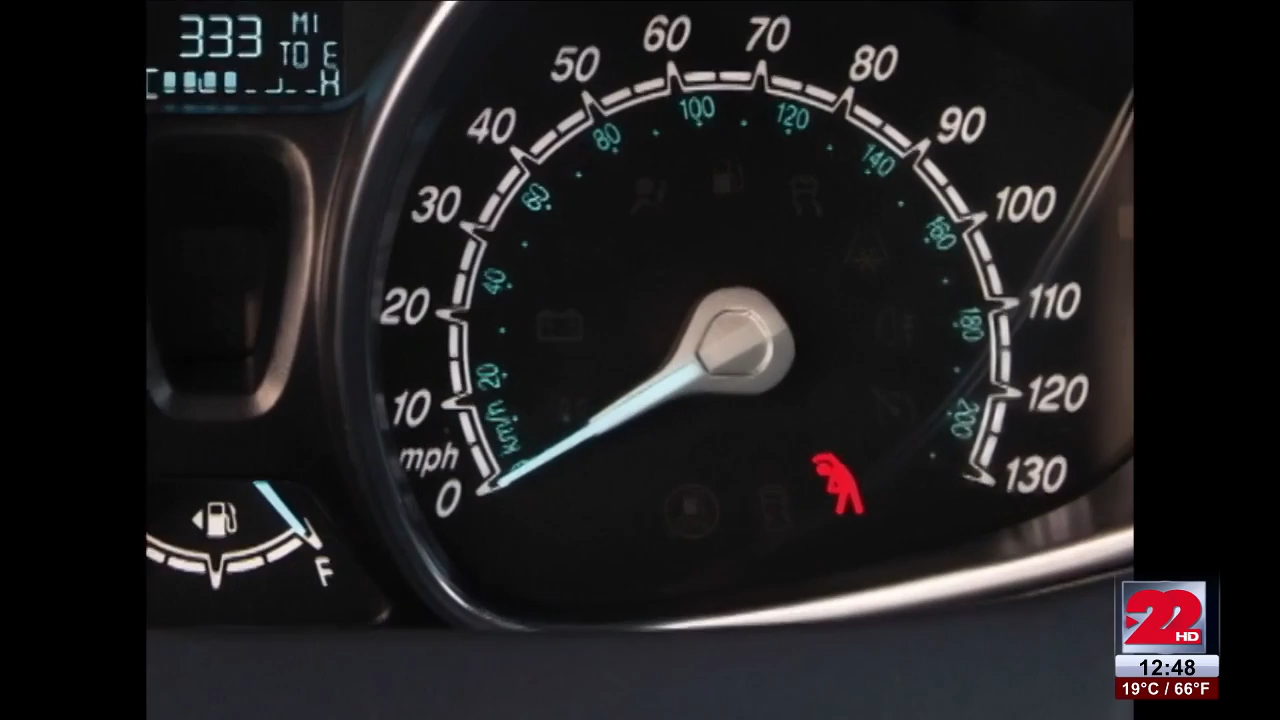 333 MI
TO E
C H
60 70
50 80
40 90
30 100
20 110
10 120
mph
0 130
80 100 120 140
60 160
40 180
20 200
km/h
F
22
HD
12:48
19°C / 66°F